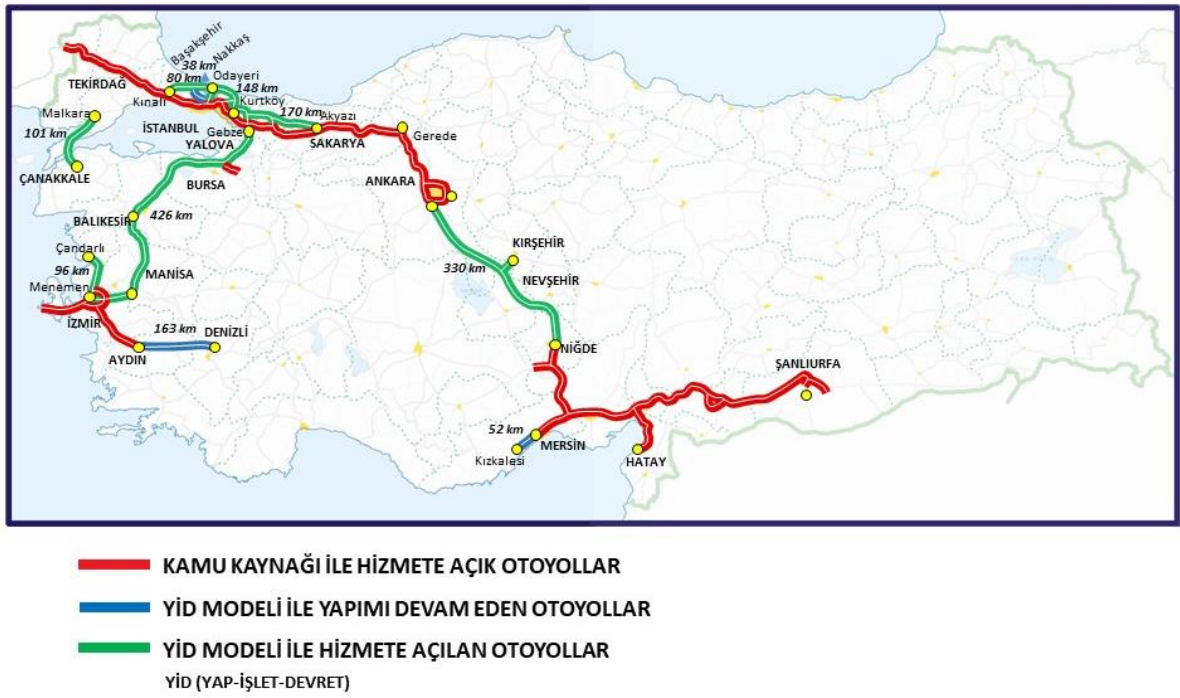 Başakşehir
Nakkaş
38 km
80 km
Odayeri
148 km
TEKİRDAĞ
Kınalı
Kurtköy
Malkara
170 km
Akyazı
101 km
İSTANBUL
Gebze
YALOVA
SAKARYA
Gerede
ÇANAKKALE
BURSA
ANKARA
BALIKESİR
426 km
Çandarlı
KIRŞEHİR
96 km
MANİSA
330 km
NEVŞEHİR
Menemen
İZMİR
163 km
DENİZLİ
AYDIN
NİĞDE
ŞANLIURFA
52 km
MERSİN
Kızkalesi
HATAY
KAMU KAYNAĞI İLE HİZMETE AÇIK OTOYOLLAR
YİD MODELİ İLE YAPIMI DEVAM EDEN OTOYOLLAR
YİD MODELİ İLE HİZMETE AÇILAN OTOYOLLAR
YİD (YAP-İŞLET-DEVRET)